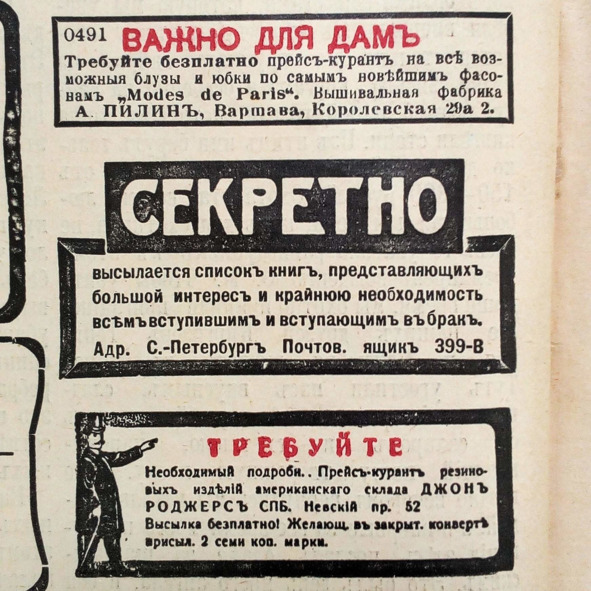 0491 ВАЖНО ДЛЯ ДАМЪ
Требуйте безплатно прейсъ-курантъ на всѣ воз-
можныя блузы и юбки по самымъ новѣйшимъ фасо-
намъ „Modes de Paris“. Вышивальная фабрика
А. ПИЛИНЪ, Варшава, Королевская 29а 2.
СЕКРЕТНО
высылается списокъ книгъ, представляющихъ
большой интересъ и крайнюю необходимость
всѣмъ вступившимъ и вступающимъ въ бракъ.
Адр. С.-Петербургъ Почтов. ящикъ 399-В
ТРЕБУЙТЕ
Необходимый подробн.. Прейсъ-курантъ резино-
выхъ издѣлій американскаго склада ДЖОНЪ
РОДЖЕРСЪ СПБ. Невскій пр. 52
Высылка безплатно! Желающ. въ закрыт. конвертѣ
присыл. 2 семи коп. марки.